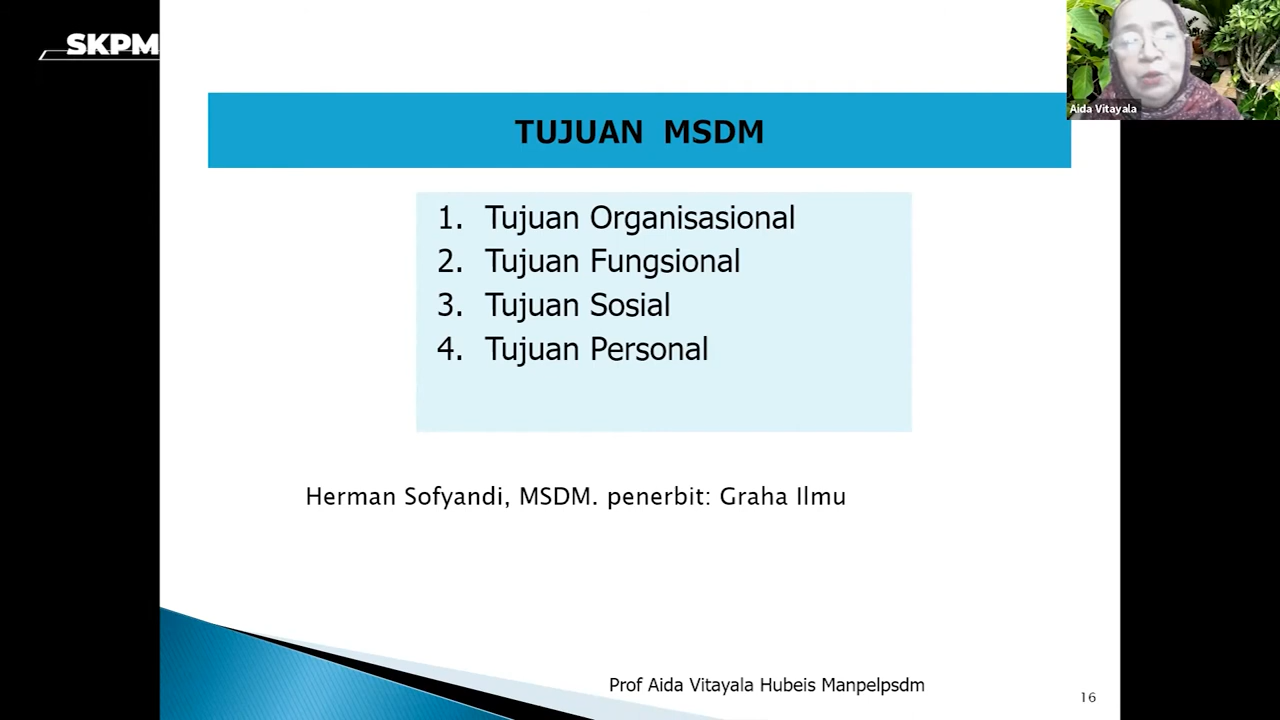 SKPM
Aida Vitayala
TUJUAN MSDM
1. Tujuan Organisasional
2. Tujuan Fungsional
3. Tujuan Sosial
4. Tujuan Personal
Herman Sofyandi, MSDM. penerbit: Graha Ilmu
Prof Aida Vitayala Hubeis Manpelpsdm
16